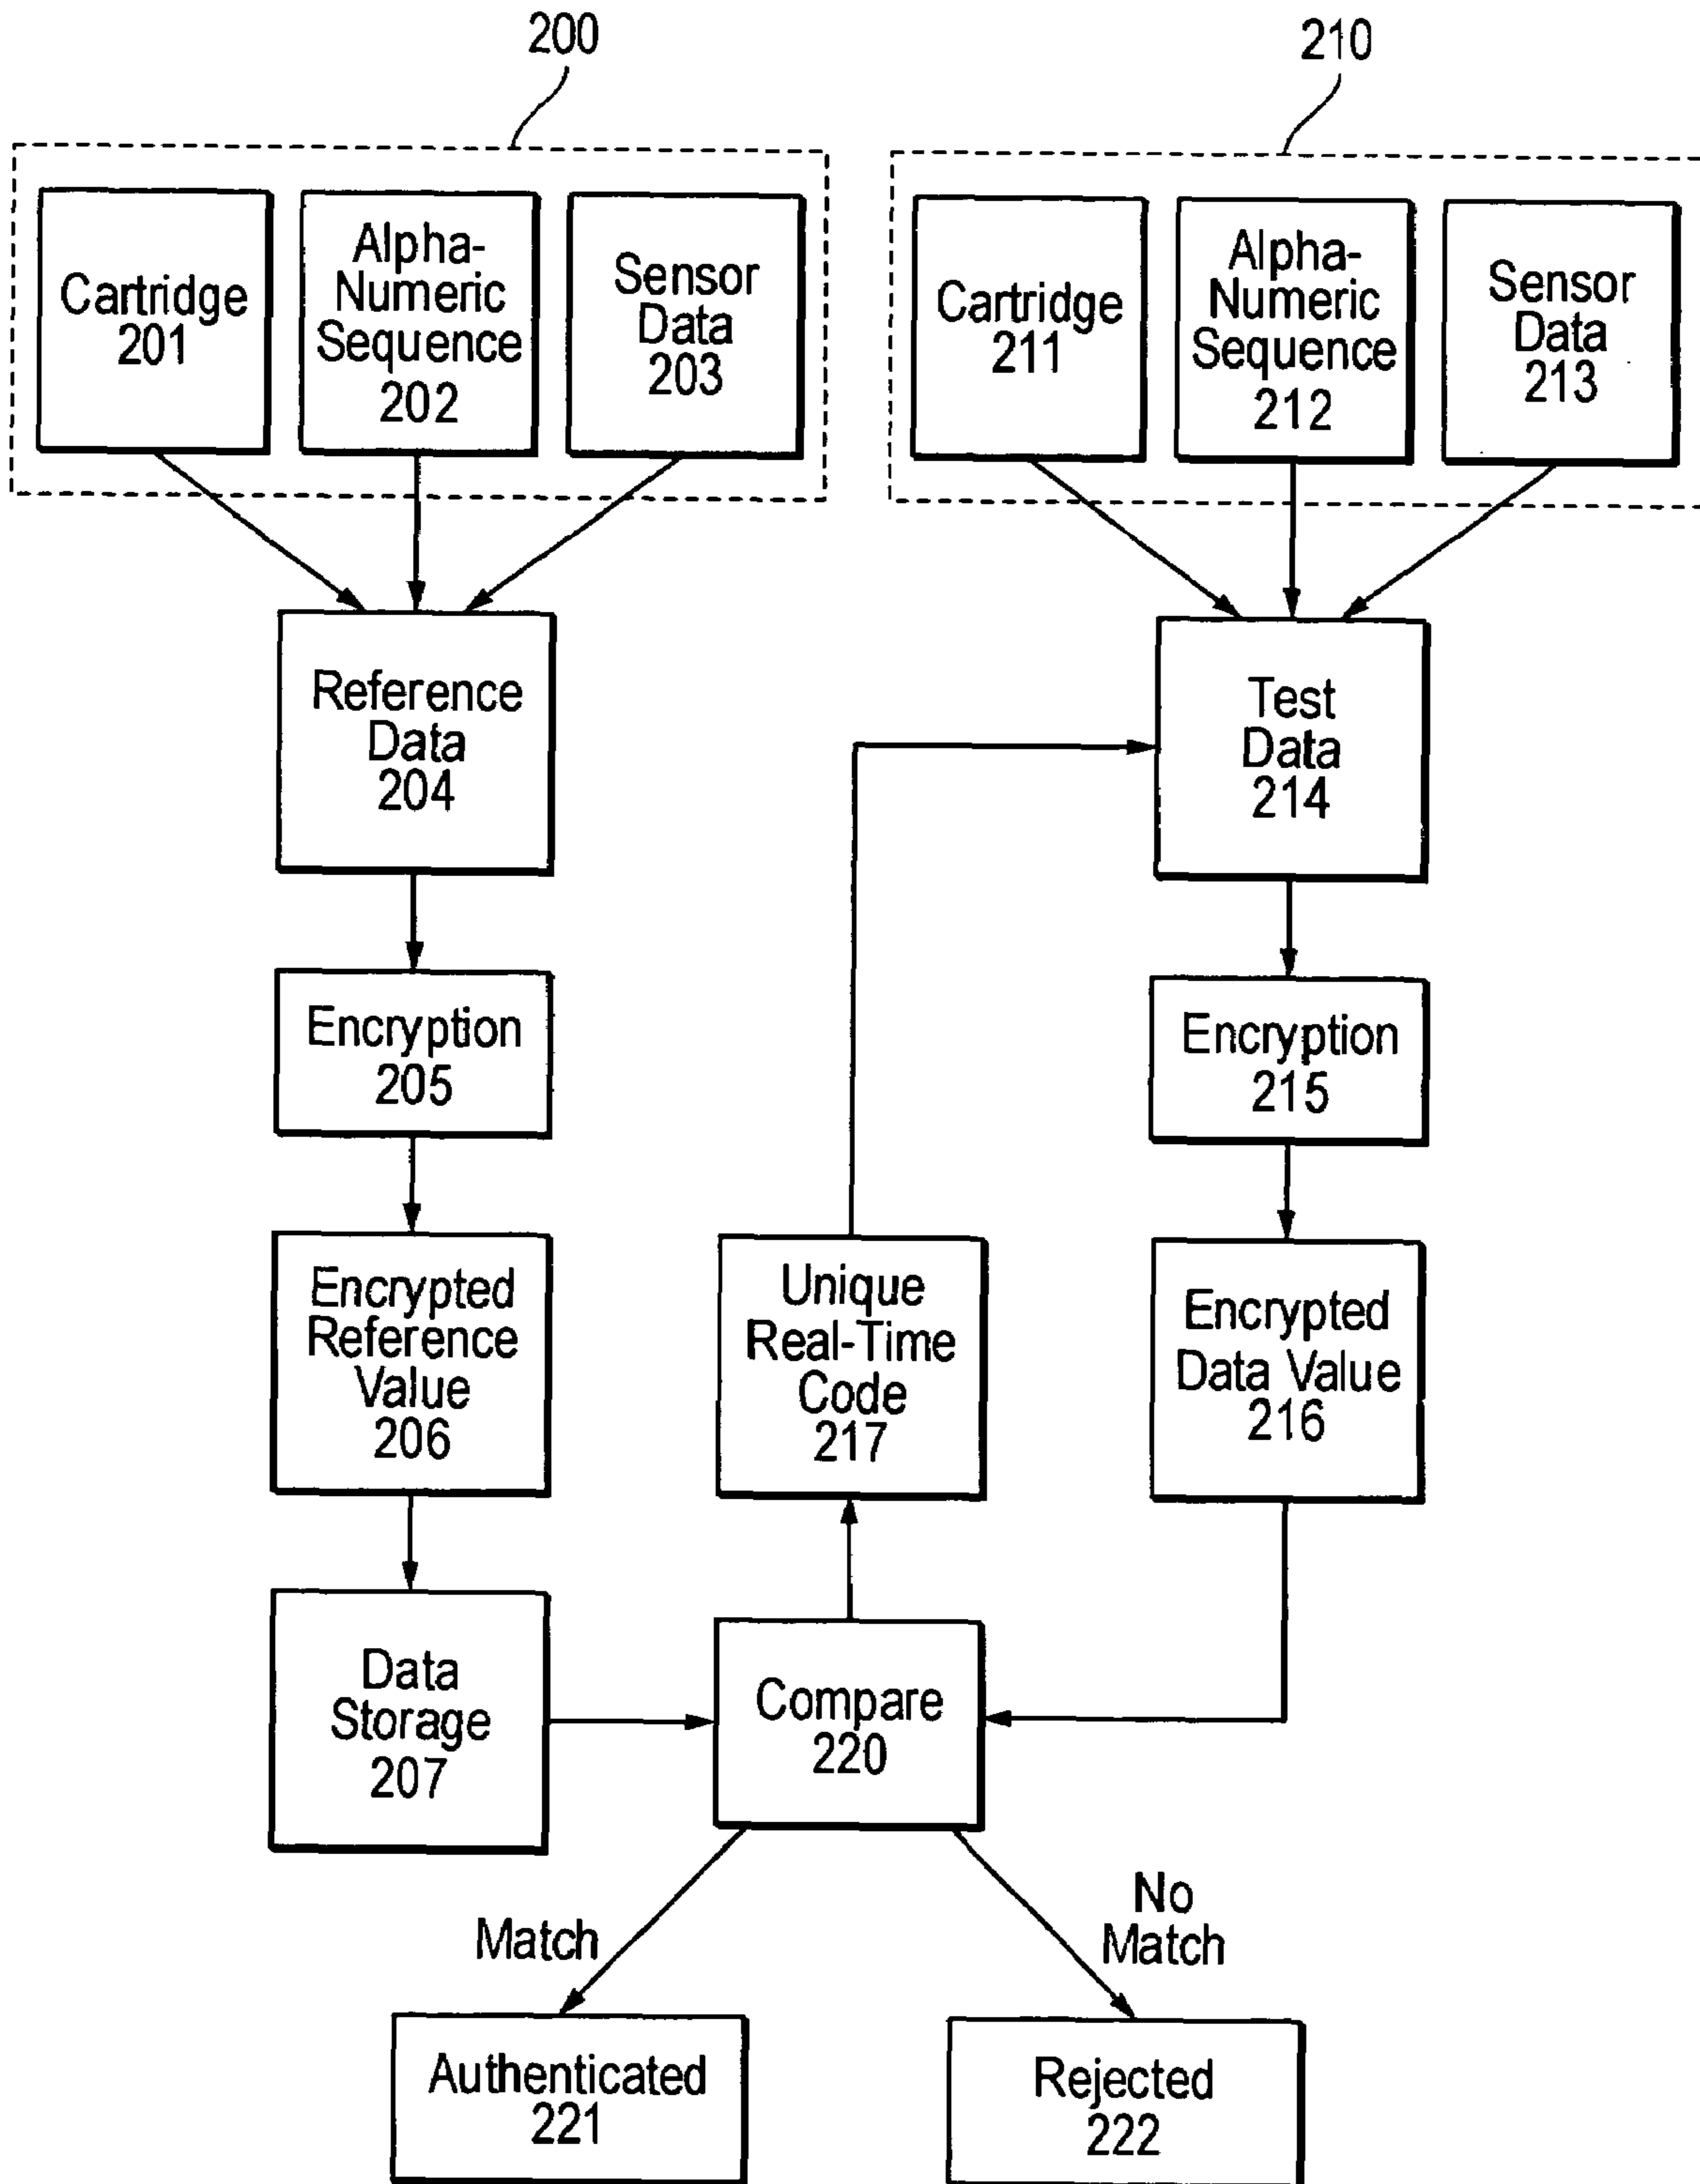 200
210
Cartridge
201
Alpha-
Numeric
Sequence
202
Sensor
Data
203
Cartridge
211
Alpha-
Numeric
Sequence
212
Sensor
Data
213
Reference
Data
204
Test
Data
214
Encryption
205
Encryption
215
Encrypted
Reference
Value
206
Unique
Real-Time
Code
217
Encrypted
Data Value
216
Data
Storage
207
Compare
220
Match
No
Match
Authenticated
221
Rejected
222